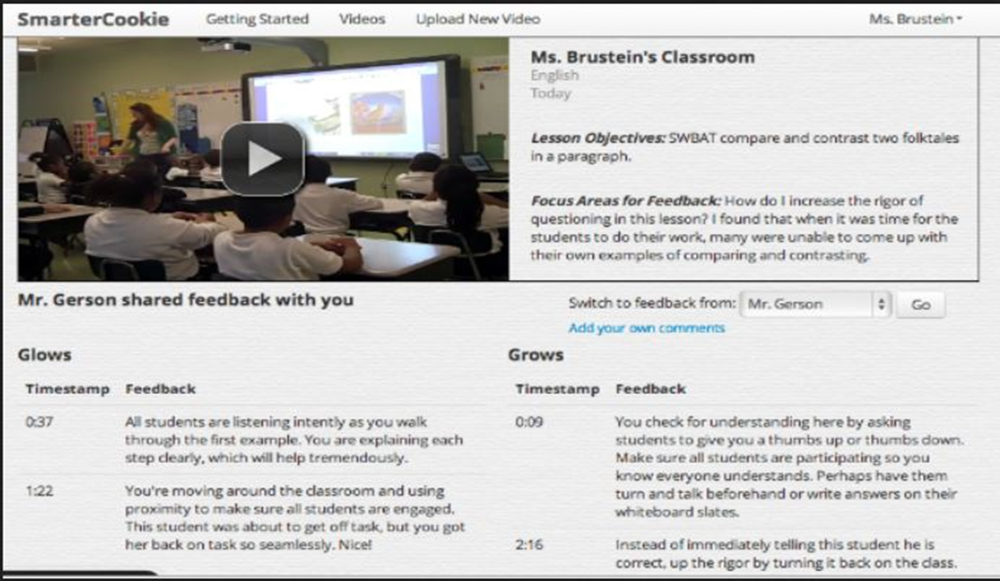 SmarterCookie Getting Started Videos Upload New Video Ms. Brustein
Ms. Brustein's Classroom
English
Today
Lesson Objectives: SWBAT compare and contrast two folktales
in a paragraph.
Focus Areas for Feedback: How do I increase the rigor of
questioning in this lesson? I found that when it was time for the
students to do their work, many were unable to come up with
their own examples of comparing and contrasting.
Mr. Gerson shared feedback with you
Switch to feedback from: Mr. Gerson Go
Add your own comments
Glows
Timestamp Feedback
0:37 All students are listening intently as you walk
through the first example. You are explaining each
step clearly, which will help tremendously.
1:22 You're moving around the classroom and using
proximity to make sure all students are engaged.
This student was about to get off task, but you got
her back on task so seamlessly. Nice!
Grows
Timestamp Feedback
0:09 You check for understanding here by asking
students to give you a thumbs up or thumbs down.
Make sure all students are participating so you
know everyone understands. Perhaps have them
turn and talk beforehand or write answers on their
whiteboard slates.
2:16 Instead of immediately telling this student he is
correct, up the rigor by turning it back on the class.